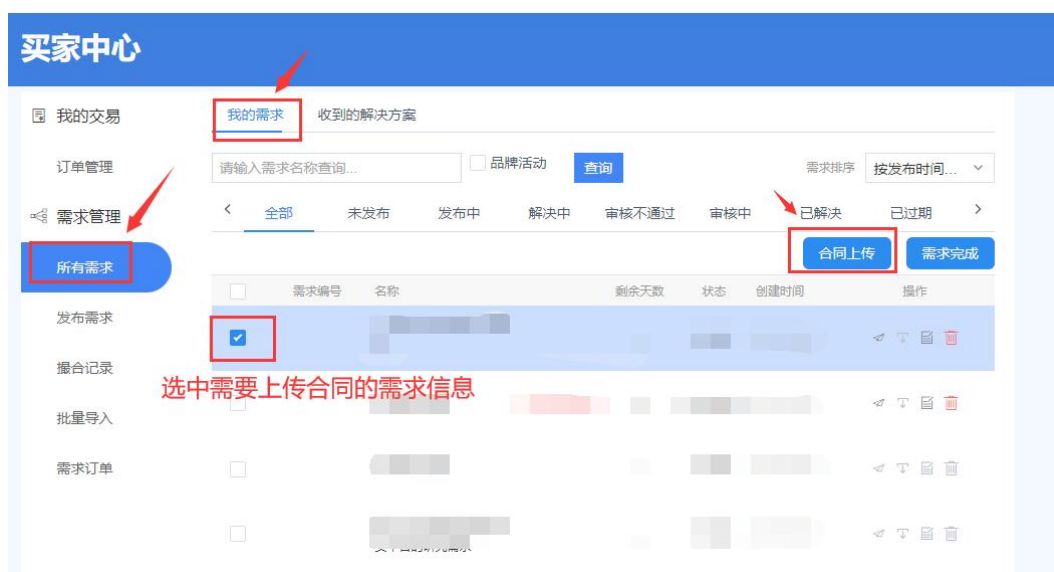 买家中心
我的交易
订单管理
需求管理
所有需求
发布需求
撮合记录
批量导入
需求订单
我的需求 收到的解决方案
请输入需求名称查询... 品牌活动 查询 需求排序 按发布时间...
全部 未发布 发布中 解决中 审核不通过 审核中 已解决 已过期
合同上传 需求完成
需求编号 名称 剩余天数 状态 创建时间 操作
选中需要上传合同的需求信息